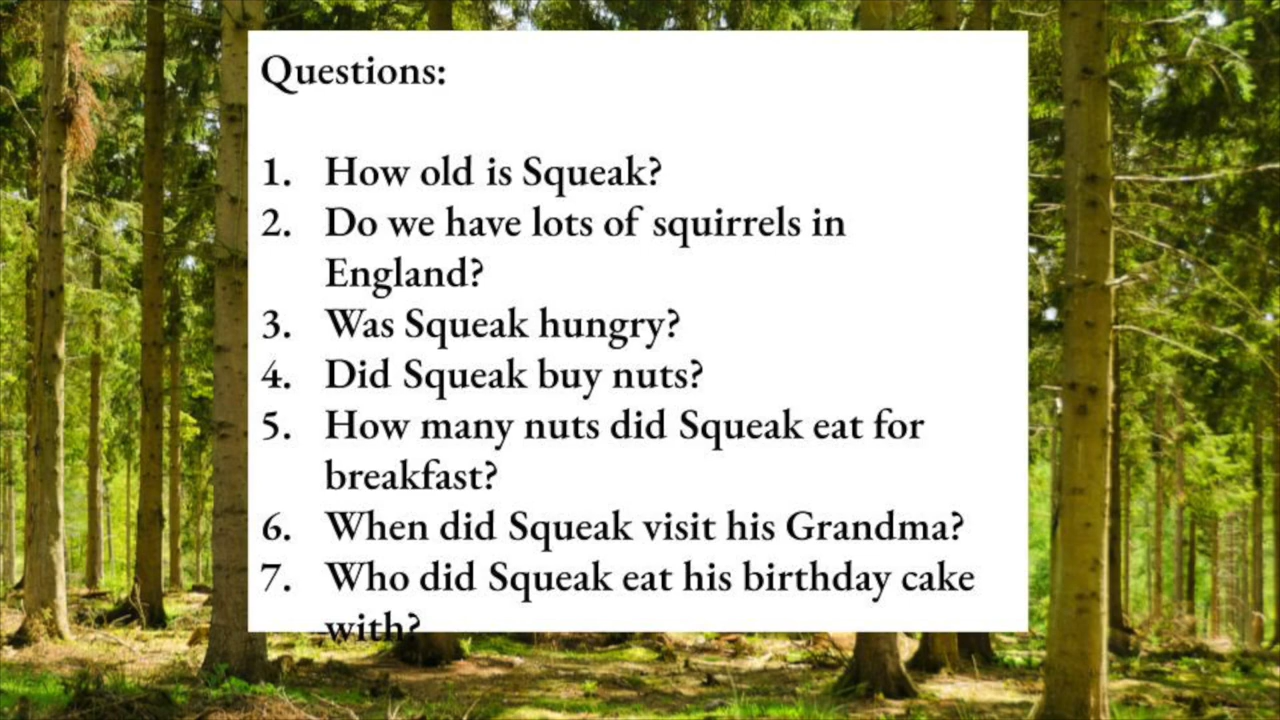 Questions:
1. How old is Squeak?
2. Do we have lots of squirrels in
England?
3. Was Squeak hungry?
4. Did Squeak buy nuts?
5. How many nuts did Squeak eat for
breakfast?
6. When did Squeak visit his Grandma?
7. Who did Squeak eat his birthday cake
with?